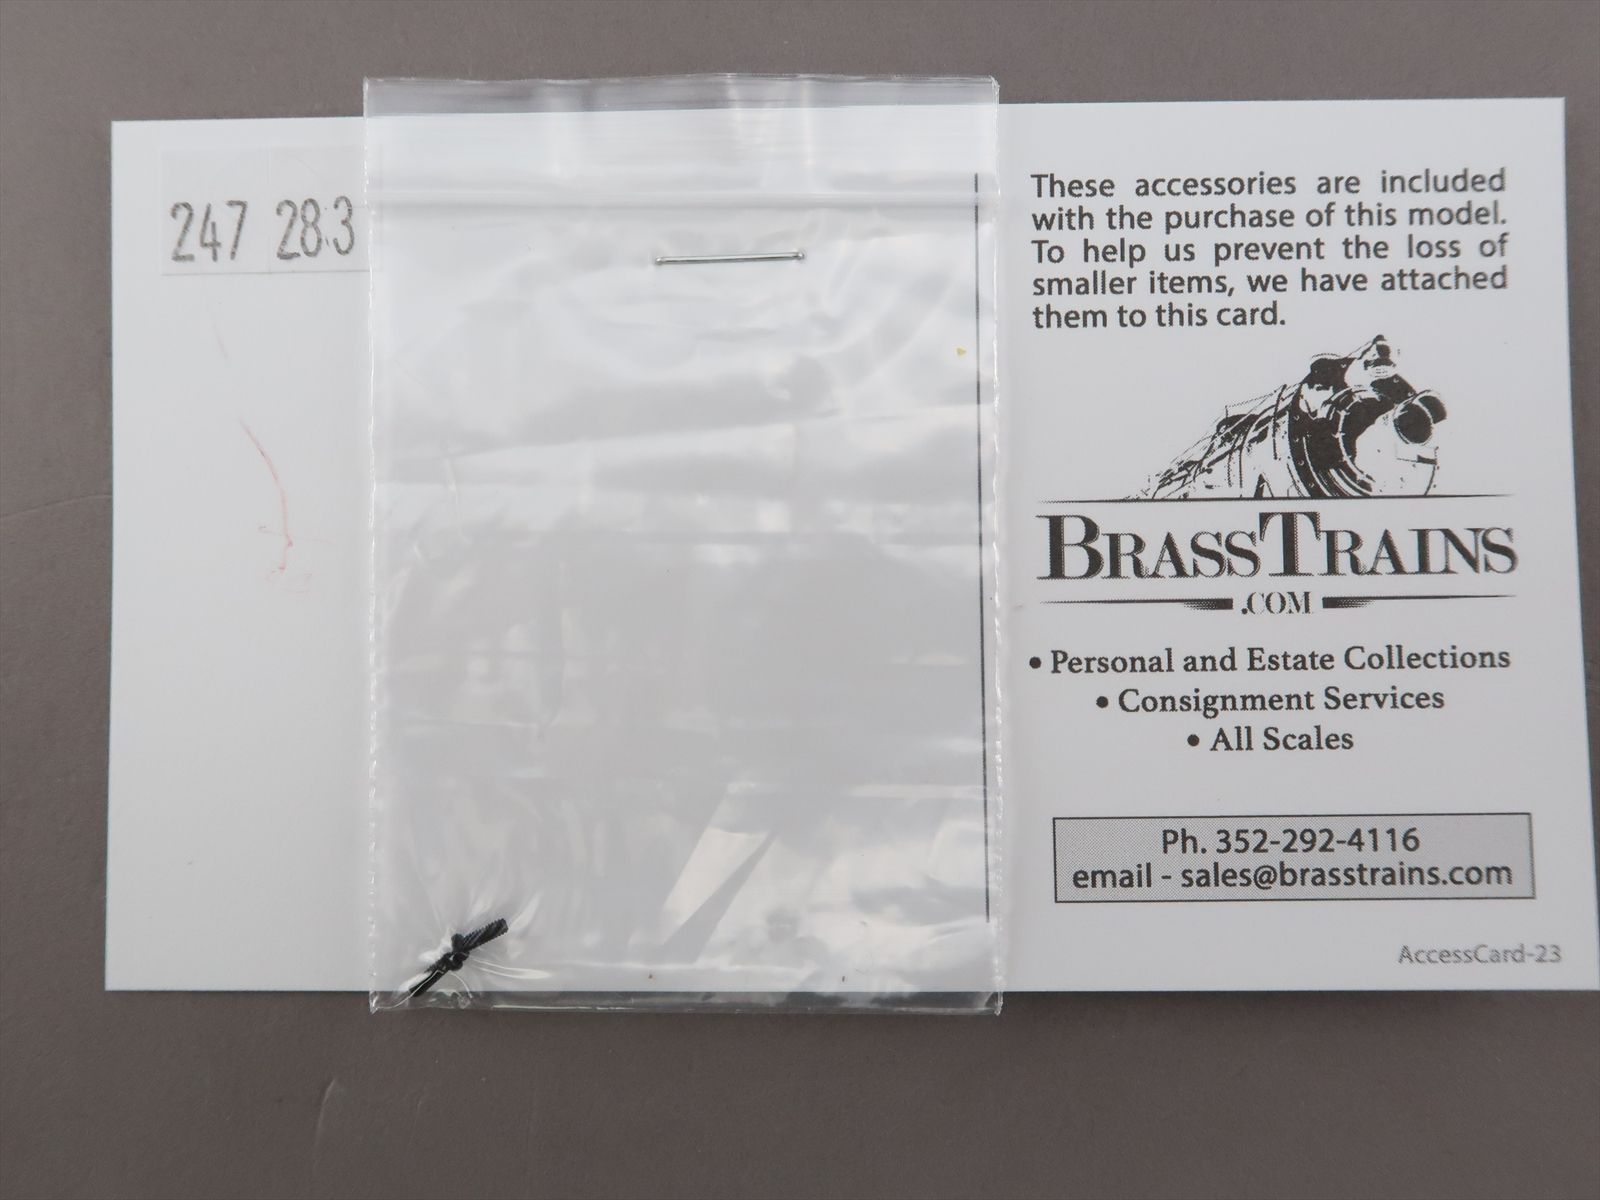 247 28.3
These accessories are included
with the purchase of this model.
To help us prevent the loss of
smaller items, we have attached
them to this card.
BRASSTRAINS
.COM
• Personal and Estate Collections
• Consignment Services
• All Scales
Ph. 352-292-4116
email - sales@brasstrains.com
AccessCard-23